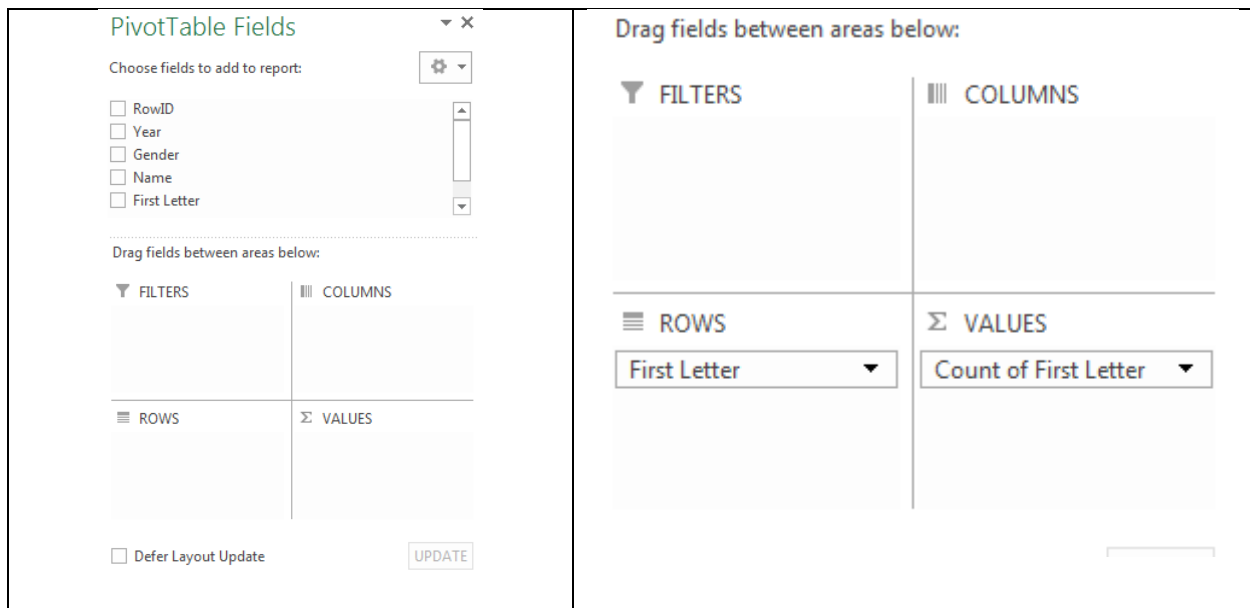 PivotTable Fields
Choose fields to add to report:
RowID
Year
Gender
Name
First Letter
Drag fields between areas below:
FILTERS
COLUMNS
ROWS
Σ VALUES
Defer Layout Update
UPDATE
Drag fields between areas below:
FILTERS
COLUMNS
ROWS
Σ VALUES
First Letter
Count of First Letter